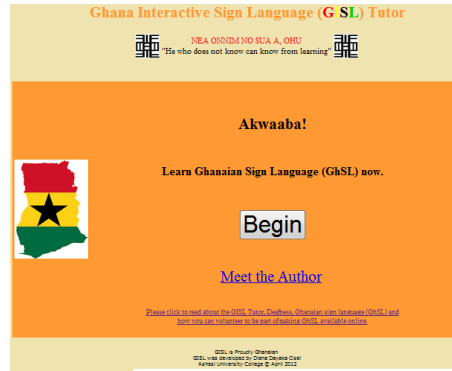 Ghana Interactive Sign Language (GISL) Tutor
NEA ONNIM NO SUA A, OHU
"He who does not know can know from learning"
Akwaaba!
Learn Ghanaian Sign Language (GhSL) now.
Begin
Meet the Author
Please click to read about the GISL Tutor, Deafness, Ghanaian sign language (GhSL) and
how you can volunteer to be part of making GhSL available online.
GISL is Proudly Ghanaian
GISL was developed by Diana Dayaka Osei
Ashesi University College @ April 2012